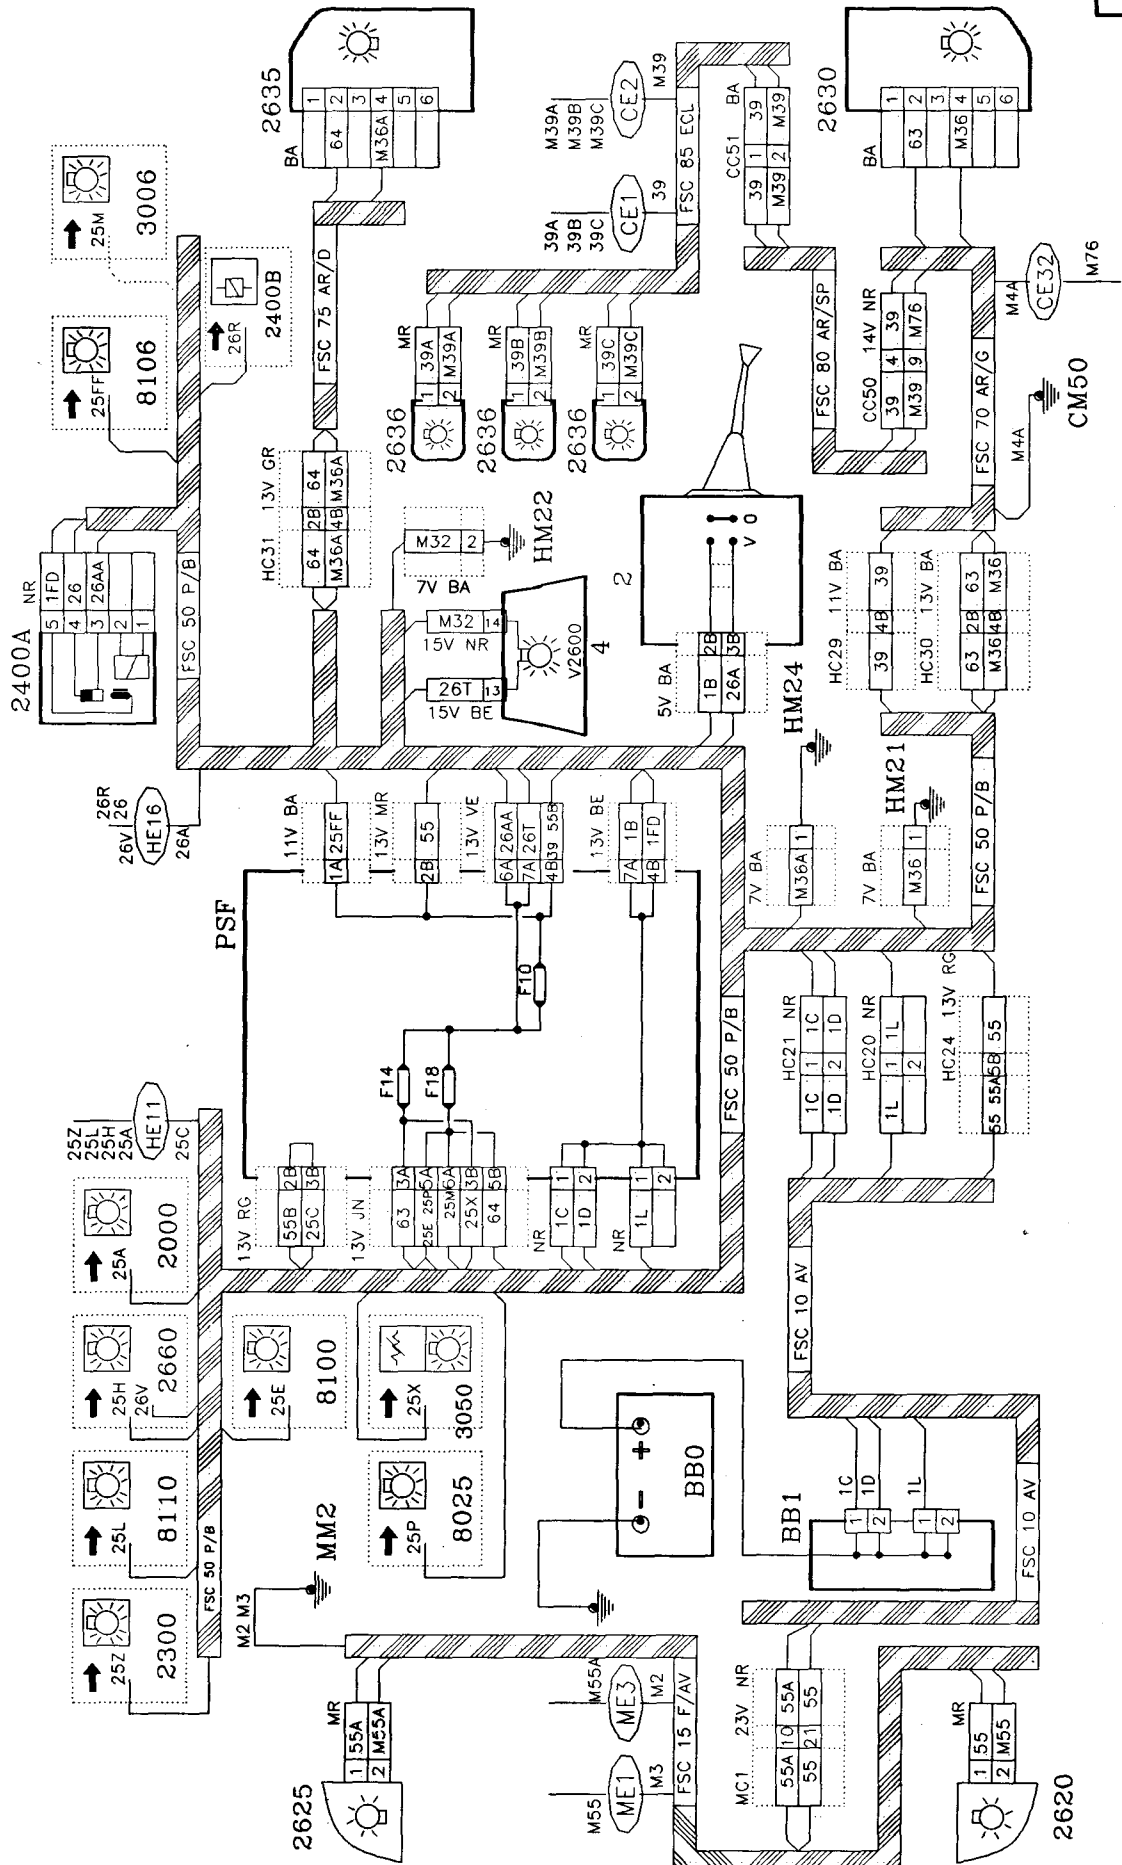 2400A
NR
5 1FD
4 26
3 26AA
2
1
FSC 50 P/B
25FF
8106
25M
3006
26R
2400B
26R
26
26V
HE16
26A
2635
BA
1
2 64
3
4 M36A
5
6
FSC 75 AR/D
HC31 13V GR
64 2B 64
M36A 4B M36A
M32 2
7V BA
HM22
M32 14
15V NR
26T 13
15V BE
V2600
4
2636
MR
1 39A
2 M39A
2636
MR
1 39B
2 M39B
2636
MR
1 39C
2 M39C
M39A
M39B
M39C
CE2
M39
39A
39B
39C
CE1
39
FSC 85 ECL
CC51 BA
39 1 39
M39 2 M39
FSC 80 AR/SP
2630
BA
1
2 63
3
4 M36
5
6
CC50 14V NR
39 4 39
M39 9 M76
FSC 70 AR/G
M4A
CE32
M76
M4A
CM50
2
V O
5V BA
1B 2B
26A 3B
HC29 11V BA
39 4B 39
HC30 13V BA
63 2B 63
M36 4B M36
HM24
7V BA
M36A 1
HM21
7V BA
M36 1
FSC 50 P/B
PSF
11V BA
1A 25FF
13V MR
2B 55
13V VE
6A 26AA
7A 26T
4B 39 55B
13V BE
7A 1B
4B 1FD
F10
F14
F18
13V RG
55B 2B
25C 3B
13V JN
63 3A
25E 25P 5A
25M 6A
25X 3B
64 5B
NR
1C 1
1D 2
NR
1L 1
2
FSC 50 P/B
HC21 NR
1C 1 1C
1D 2 1D
HC20 NR
1L 1 1L
2
HC24 13V RG
55 55A 5B 55
25Z
25L
25H
25A
HE11
25C
25A
2000
25H
26V
2660
25L
8110
25Z
2300
FSC 50 P/B
25E
8100
25X
3050
25P
8025
MM2
M2 M3
BB0
+ −
BB1
1C
1D
1L
1
2
1
2
FSC 10 AV
FSC 10 AV
2625
MR
1 55A
2 M55A
M55A
ME3
M2
M55
ME1
M3
FSC 15 F/AV
MC1 23V NR
55A 10 55A
55 21 55
2620
MR
1 55
2 M55